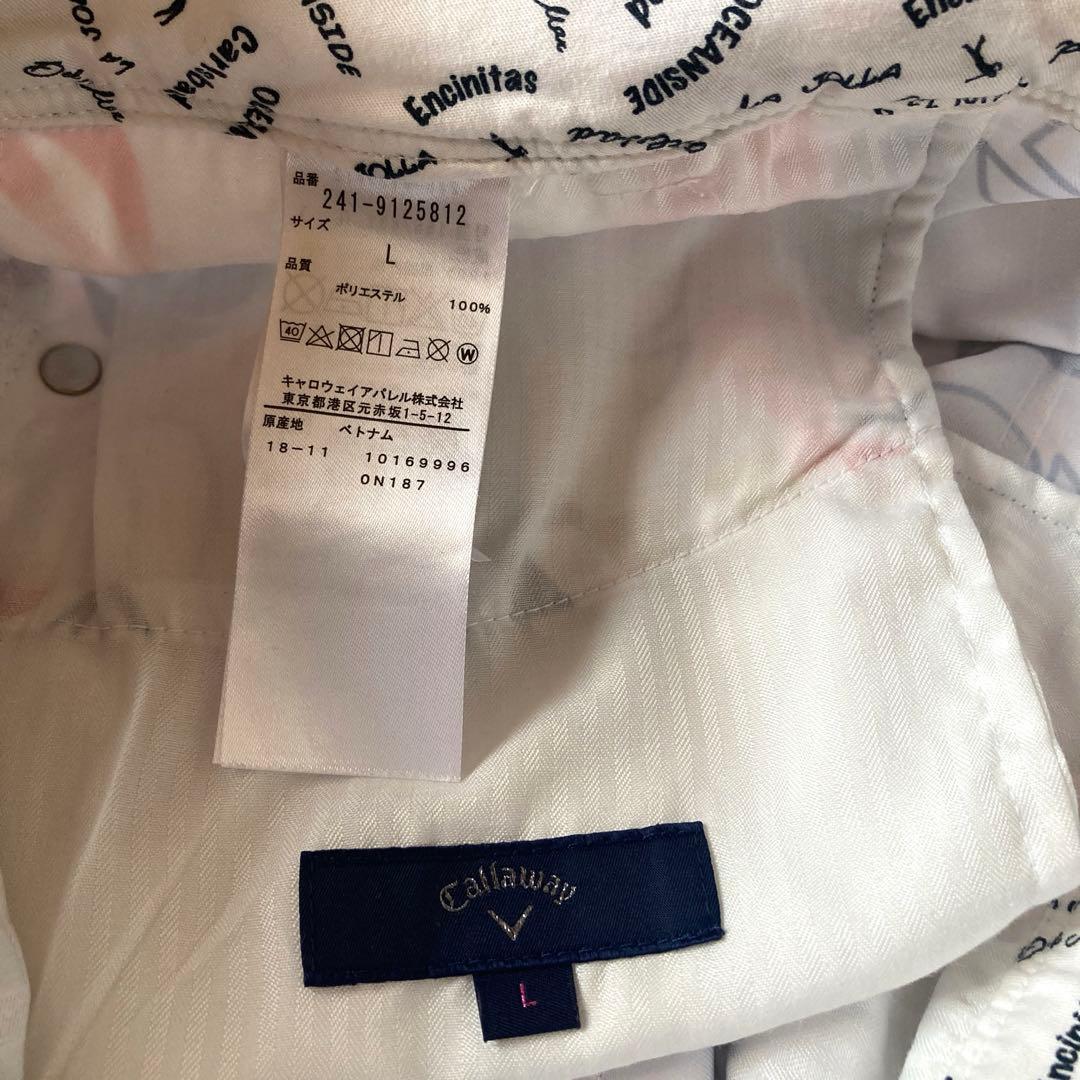 SIDE
OCEANSIDE
Encinitas
Carlsbad
LA JOL
品番
241-9125812
サイズ
L
品質
ポリエステル 100%
40
W
キャロウェイアパレル株式会社
東京都港区元赤坂1-5-12
原産地 ベトナム
18-11 10169996
0N187
Callaway
L